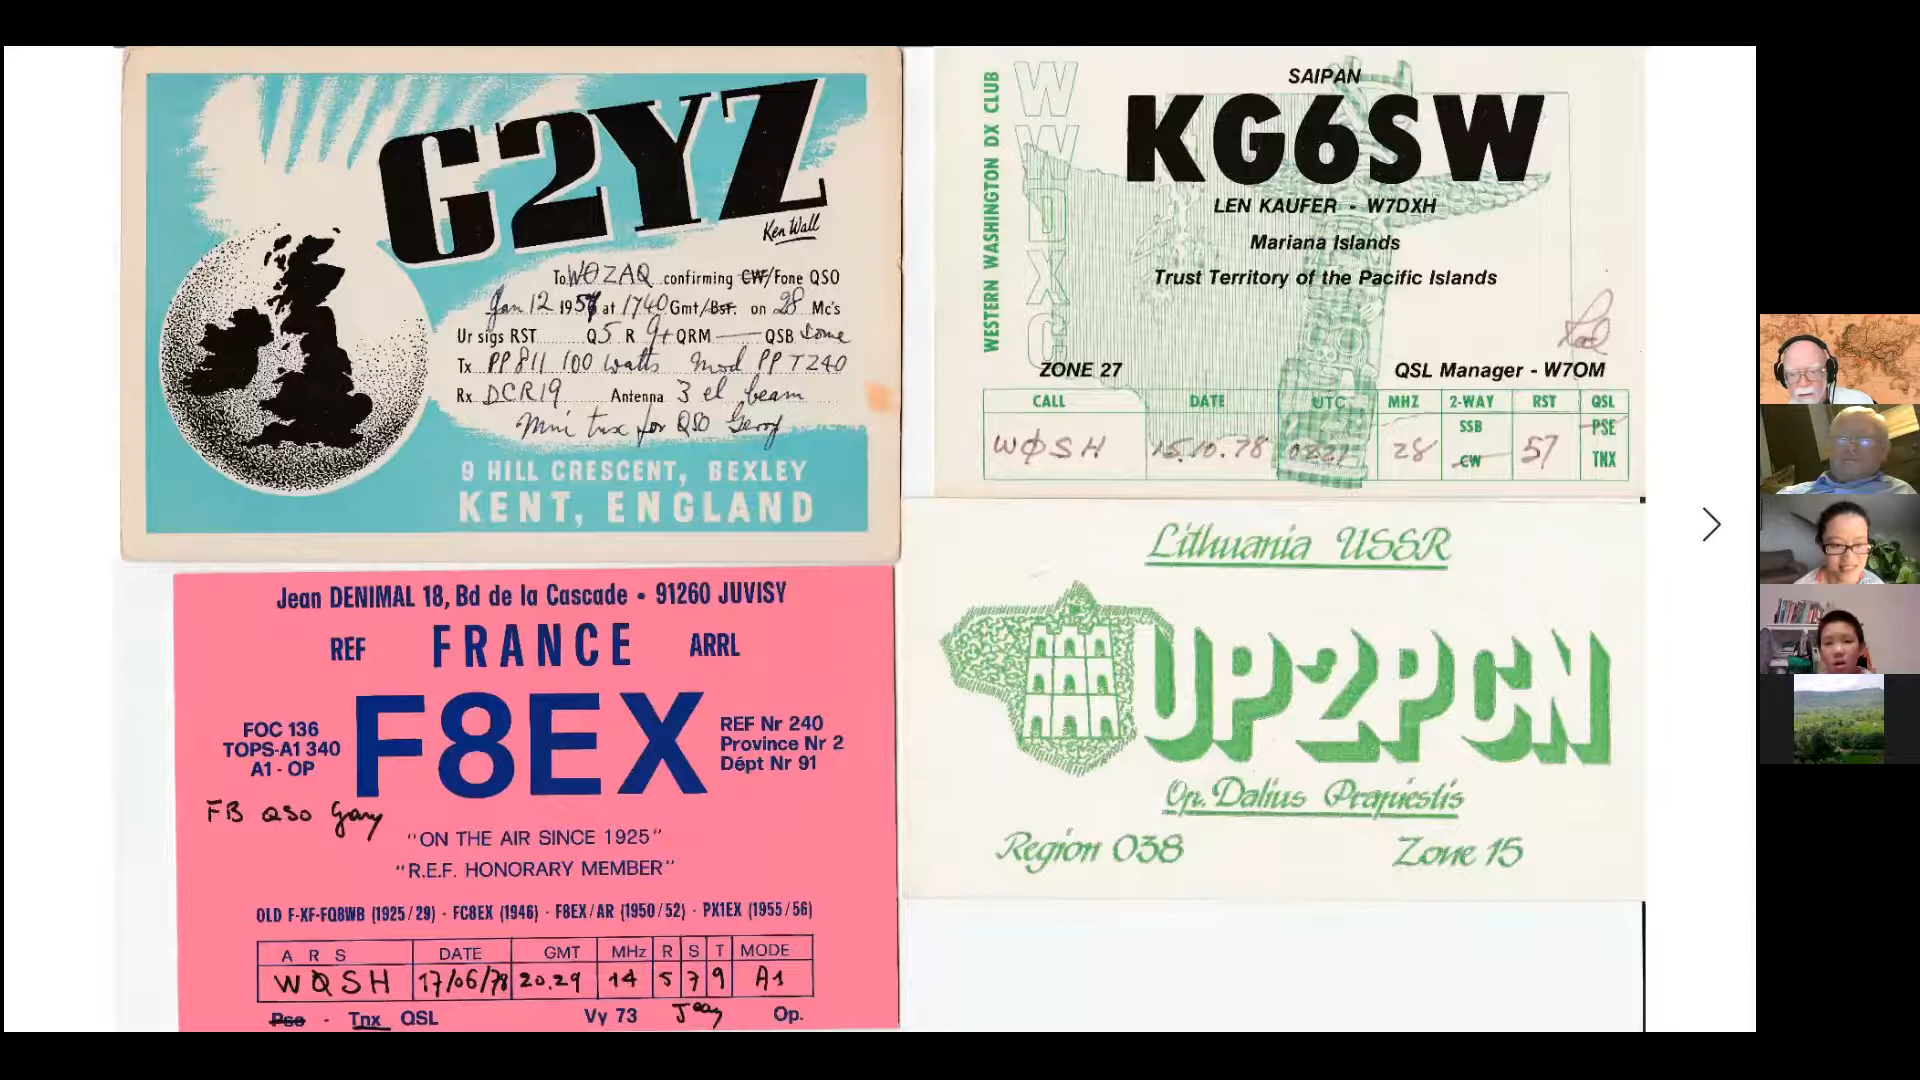 G2YZ
Ken Wall
To WØZAQ confirming CW/Fone QSO
Jan 12 1957 at 1740 Gmt/BST. on 28 Mc's
Ur sigs RST Q5 R 9+ QRM — QSB Some
Tx PP 811 100 watts Mod PP TZ40
Rx DCR19 Antenna 3 el beam
Mni tnx for QSO Gerry
9 HILL CRESCENT, BEXLEY
KENT, ENGLAND
WESTERN WASHINGTON DX CLUB
WWDXC
SAIPAN
KG6SW
LEN KAUFER - W7DXH
Mariana Islands
Trust Territory of the Pacific Islands
ZONE 27
QSL Manager - W7OM
CALL DATE UTC MHZ 2-WAY RST QSL
WØSH 15.10.78 28 SSB CW 57 PSE TNX
Jean DENIMAL 18, Bd de la Cascade • 91260 JUVISY
REF FRANCE ARRL
F8EX
FOC 136
TOPS-A1 340
A1 - OP
REF Nr 240
Province Nr 2
Dépt Nr 91
FB QSO Gary
"ON THE AIR SINCE 1925"
"R.E.F. HONORARY MEMBER"
OLD F-XF-FQ8WB (1925/29) - FC8EX (1946) - F8EX/AR (1950/52) - PX1EX (1955/56)
A R S DATE GMT MHz R S T MODE
WØSH 17/06/78 20.29 14 5 7 9 A1
Pse - Tnx QSL Vy 73 Jean Op.
Lithuania USSR
UP2PCN
Op. Dalius Prapiestis
Region 038
Zone 15